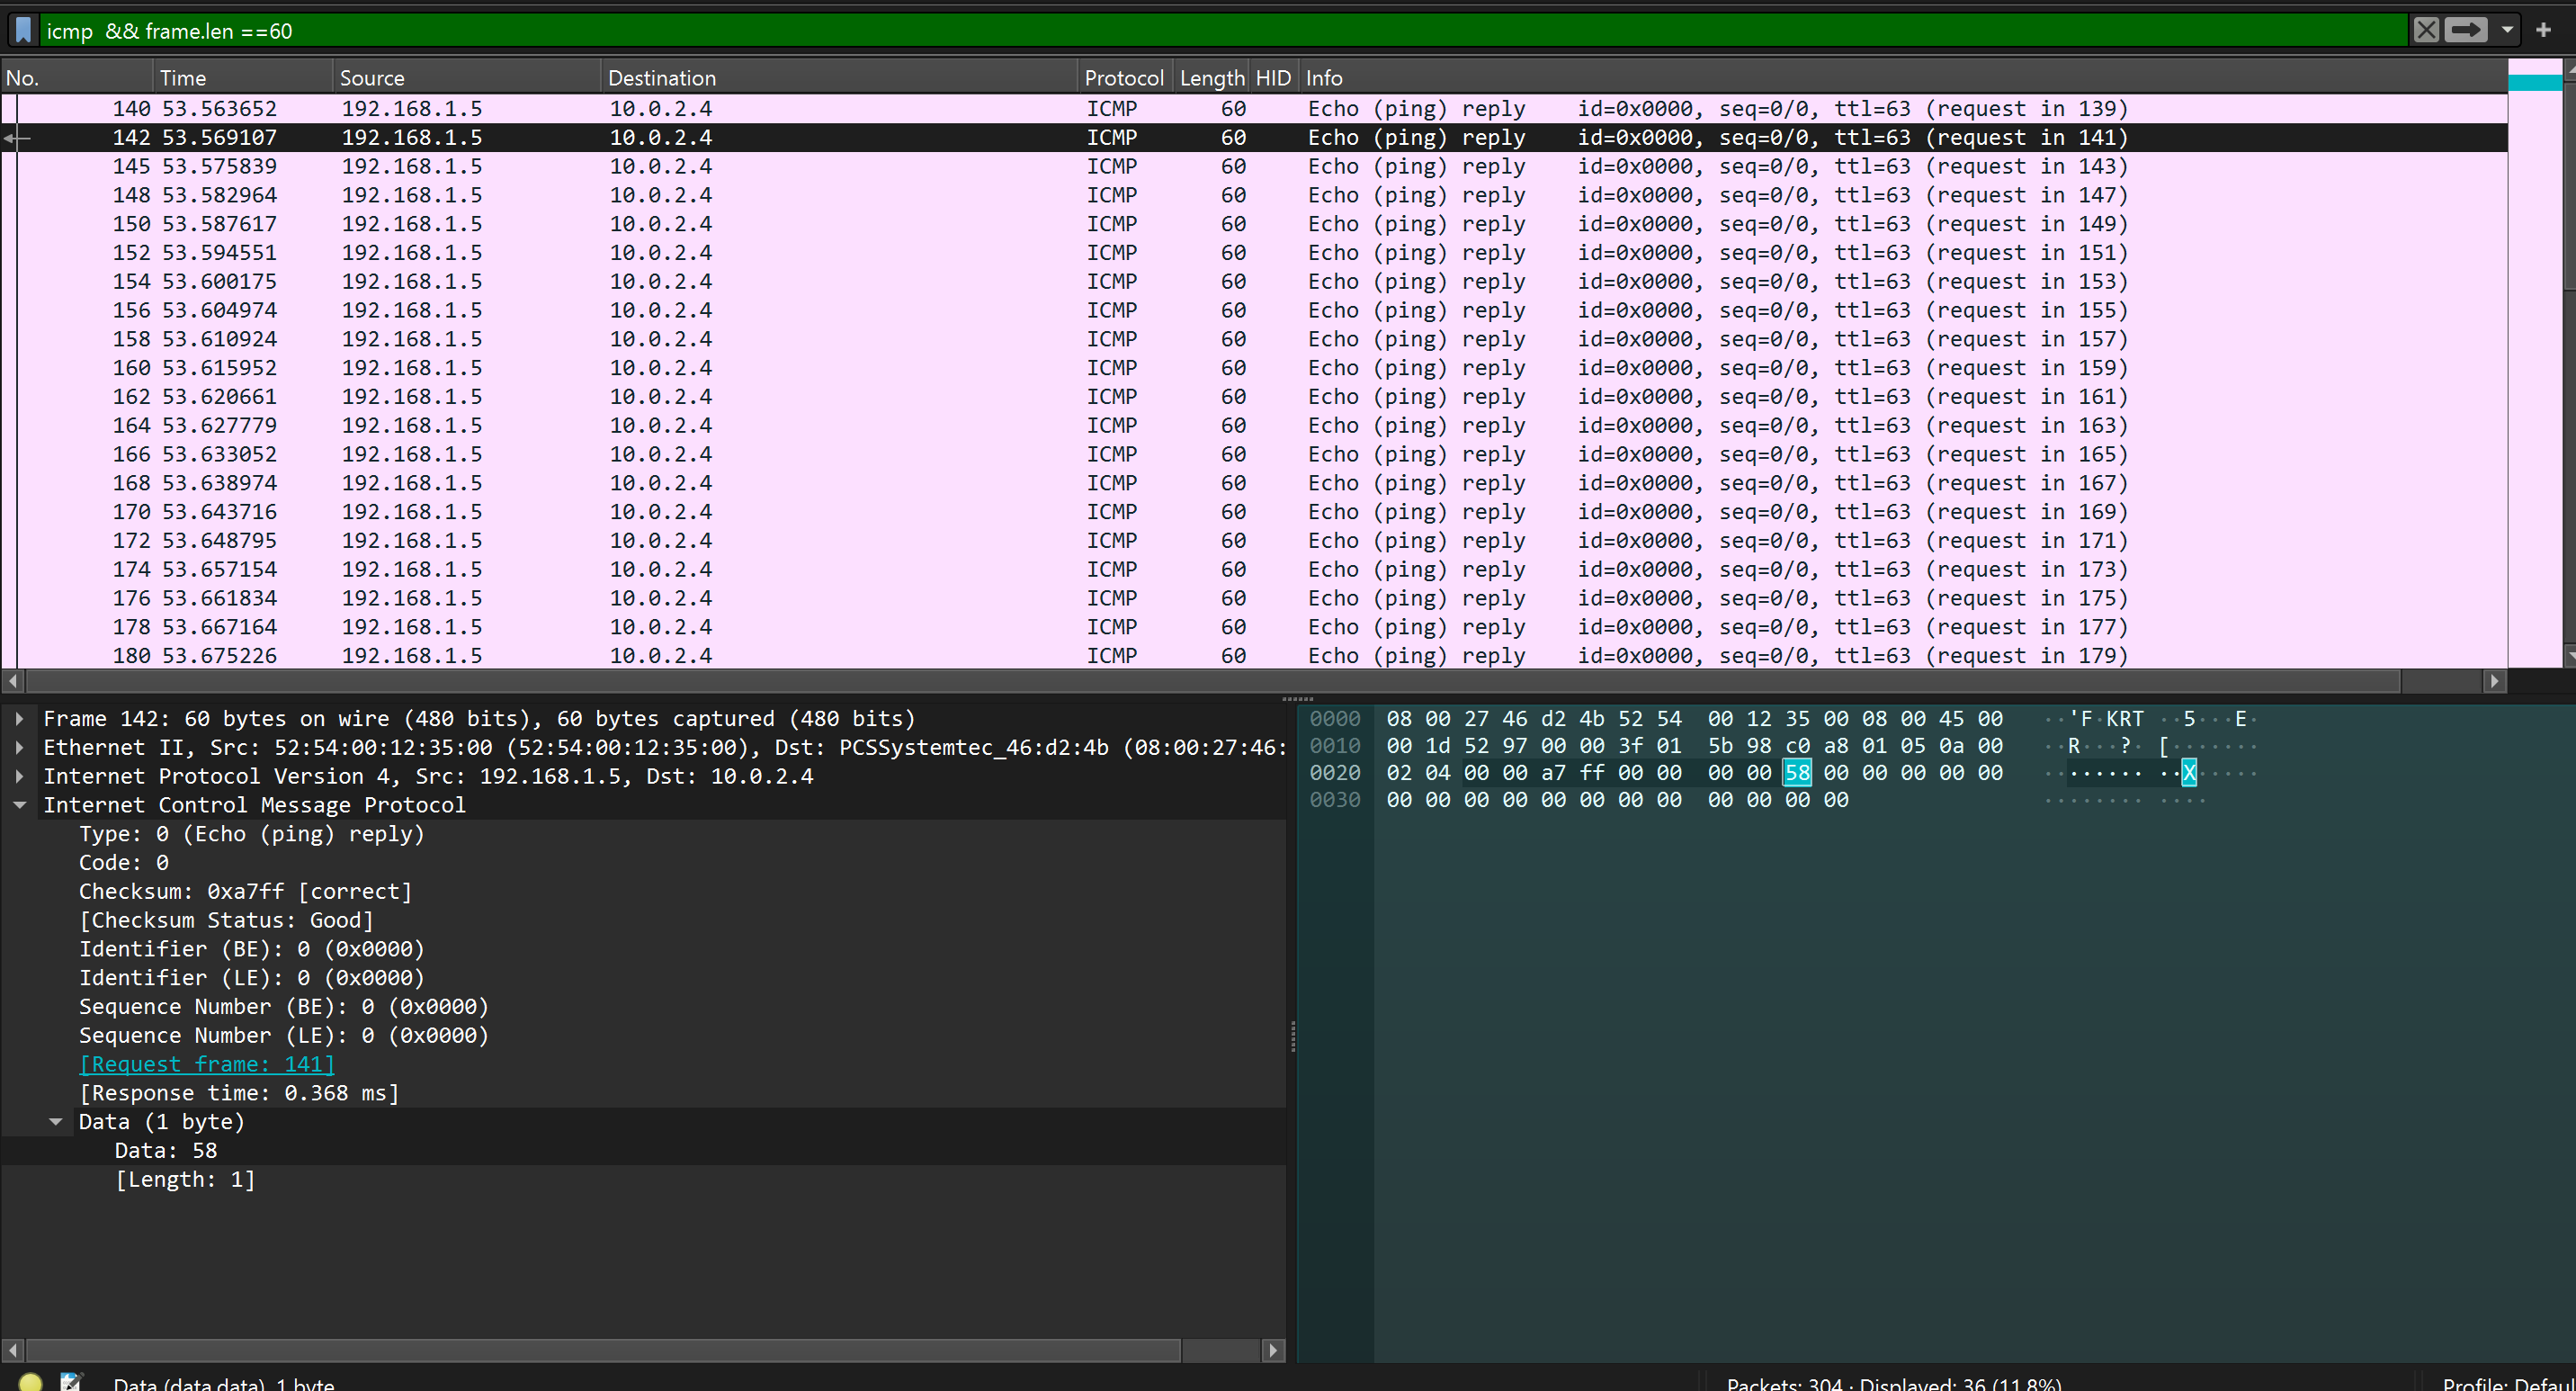 icmp  && frame.len ==60
No. Time Source Destination Protocol Length HID Info
140 53.563652 192.168.1.5 10.0.2.4 ICMP 60 Echo (ping) reply id=0x0000, seq=0/0, ttl=63 (request in 139)
142 53.569107 192.168.1.5 10.0.2.4 ICMP 60 Echo (ping) reply id=0x0000, seq=0/0, ttl=63 (request in 141)
145 53.575839 192.168.1.5 10.0.2.4 ICMP 60 Echo (ping) reply id=0x0000, seq=0/0, ttl=63 (request in 143)
148 53.582964 192.168.1.5 10.0.2.4 ICMP 60 Echo (ping) reply id=0x0000, seq=0/0, ttl=63 (request in 147)
150 53.587617 192.168.1.5 10.0.2.4 ICMP 60 Echo (ping) reply id=0x0000, seq=0/0, ttl=63 (request in 149)
152 53.594551 192.168.1.5 10.0.2.4 ICMP 60 Echo (ping) reply id=0x0000, seq=0/0, ttl=63 (request in 151)
154 53.600175 192.168.1.5 10.0.2.4 ICMP 60 Echo (ping) reply id=0x0000, seq=0/0, ttl=63 (request in 153)
156 53.604974 192.168.1.5 10.0.2.4 ICMP 60 Echo (ping) reply id=0x0000, seq=0/0, ttl=63 (request in 155)
158 53.610924 192.168.1.5 10.0.2.4 ICMP 60 Echo (ping) reply id=0x0000, seq=0/0, ttl=63 (request in 157)
160 53.615952 192.168.1.5 10.0.2.4 ICMP 60 Echo (ping) reply id=0x0000, seq=0/0, ttl=63 (request in 159)
162 53.620661 192.168.1.5 10.0.2.4 ICMP 60 Echo (ping) reply id=0x0000, seq=0/0, ttl=63 (request in 161)
164 53.627779 192.168.1.5 10.0.2.4 ICMP 60 Echo (ping) reply id=0x0000, seq=0/0, ttl=63 (request in 163)
166 53.633052 192.168.1.5 10.0.2.4 ICMP 60 Echo (ping) reply id=0x0000, seq=0/0, ttl=63 (request in 165)
168 53.638974 192.168.1.5 10.0.2.4 ICMP 60 Echo (ping) reply id=0x0000, seq=0/0, ttl=63 (request in 167)
170 53.643716 192.168.1.5 10.0.2.4 ICMP 60 Echo (ping) reply id=0x0000, seq=0/0, ttl=63 (request in 169)
172 53.648795 192.168.1.5 10.0.2.4 ICMP 60 Echo (ping) reply id=0x0000, seq=0/0, ttl=63 (request in 171)
174 53.657154 192.168.1.5 10.0.2.4 ICMP 60 Echo (ping) reply id=0x0000, seq=0/0, ttl=63 (request in 173)
176 53.661834 192.168.1.5 10.0.2.4 ICMP 60 Echo (ping) reply id=0x0000, seq=0/0, ttl=63 (request in 175)
178 53.667164 192.168.1.5 10.0.2.4 ICMP 60 Echo (ping) reply id=0x0000, seq=0/0, ttl=63 (request in 177)
180 53.675226 192.168.1.5 10.0.2.4 ICMP 60 Echo (ping) reply id=0x0000, seq=0/0, ttl=63 (request in 179)
Frame 142: 60 bytes on wire (480 bits), 60 bytes captured (480 bits)
Ethernet II, Src: 52:54:00:12:35:00 (52:54:00:12:35:00), Dst: PCSSystemtec_46:d2:4b (08:00:27:46:
Internet Protocol Version 4, Src: 192.168.1.5, Dst: 10.0.2.4
Internet Control Message Protocol
Type: 0 (Echo (ping) reply)
Code: 0
Checksum: 0xa7ff [correct]
[Checksum Status: Good]
Identifier (BE): 0 (0x0000)
Identifier (LE): 0 (0x0000)
Sequence Number (BE): 0 (0x0000)
Sequence Number (LE): 0 (0x0000)
[Request frame: 141]
[Response time: 0.368 ms]
Data (1 byte)
Data: 58
[Length: 1]
0000 08 00 27 46 d2 4b 52 54 00 12 35 00 08 00 45 00 ··'F·KRT ··5···E·
0010 00 1d 52 97 00 00 3f 01 5b 98 c0 a8 01 05 0a 00 ··R···?· [·······
0020 02 04 00 00 a7 ff 00 00 00 00 58 00 00 00 00 00 ········ ··X·····
0030 00 00 00 00 00 00 00 00 00 00 00 00 ········ ····
Data (data.data), 1 byte
Packets: 304 · Displayed: 36 (11.8%)
Profile: Defaul